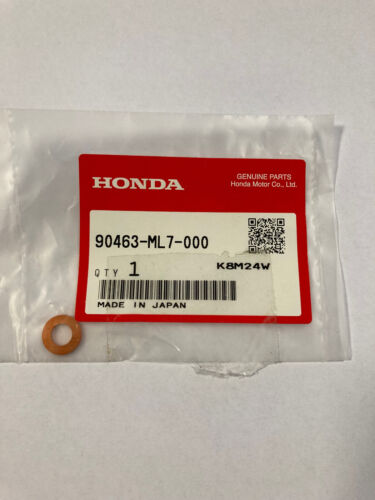 HONDA
GENUINE PARTS
Honda Motor Co., Ltd.
90463-ML7-000
QTY 1
K8M24W
MADE IN JAPAN